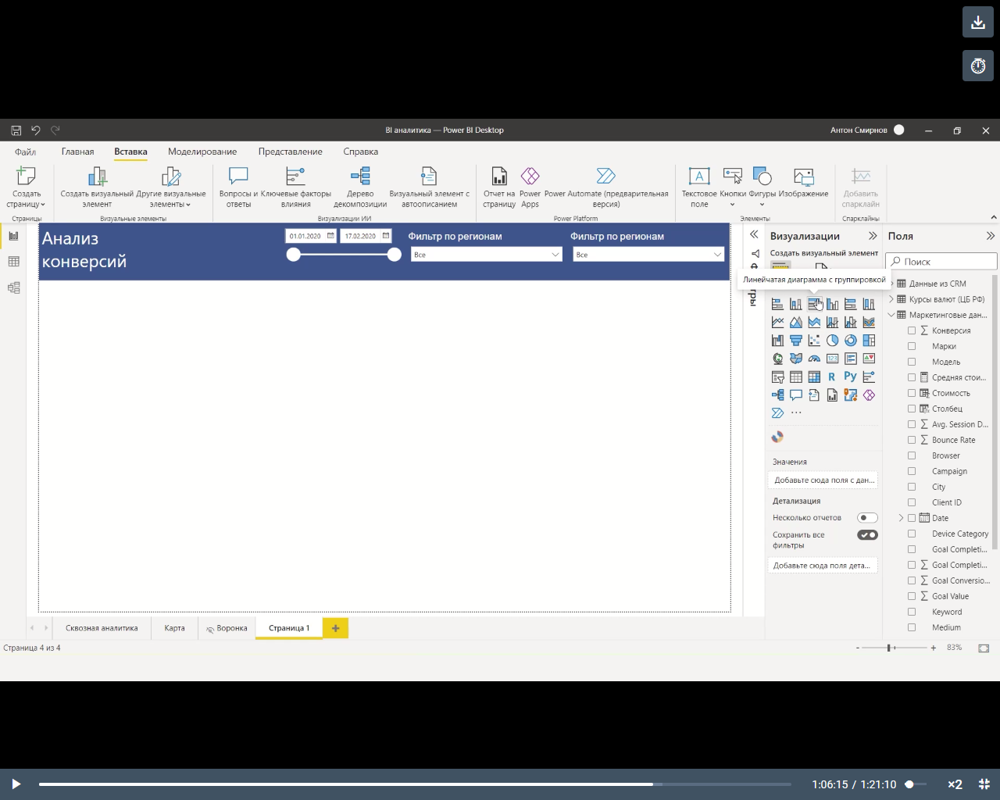 BI аналитика — Power BI Desktop
Антон Смирнов
Файл
Главная
Вставка
Моделирование
Представление
Справка
Создать страницу
Создать визуальный элемент
Другие визуальные элементы
Вопросы и ответы
Ключевые факторы влияния
Дерево декомпозиции
Визуальный элемент с автоописанием
Отчет на страницу
Power Apps
Power Automate (предварительная версия)
Текстовое поле
Кнопки
Фигуры
Изображение
Добавить спарклайн
Страницы
Визуальные элементы
Визуализации ИИ
Power Platform
Элементы
Спарклайны
Анализ
конверсий
01.01.2020
17.02.2020
Фильтр по регионам
Все
Фильтр по регионам
Все
Визуализации
Создать визуальный элемент
Линейчатая диаграмма с группировкой
123
R
Py
Значения
Добавьте сюда поля с дан...
Детализация
Несколько отчетов
Сохранить все
фильтры
Добавьте сюда поля дета...
Поля
Поиск
Данные из CRM
Курсы валют (ЦБ РФ)
Маркетинговые дан...
Конверсия
Марки
Модель
Средняя стои...
Стоимость
Столбец
Avg. Session D...
Bounce Rate
Browser
Campaign
City
Client ID
Date
Device Category
Goal Completi...
Goal Completi...
Goal Conversio...
Goal Value
Keyword
Medium
Сквозная аналитика
Карта
Воронка
Страница 1
Страница 4 из 4
- + 83%
1:06:15 / 1:21:10
×2